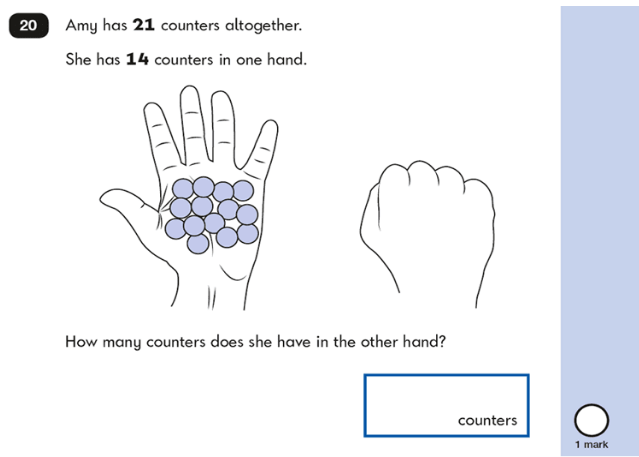 20
Amy has 21 counters altogether.
She has 14 counters in one hand.
How many counters does she have in the other hand?
counters
1 mark